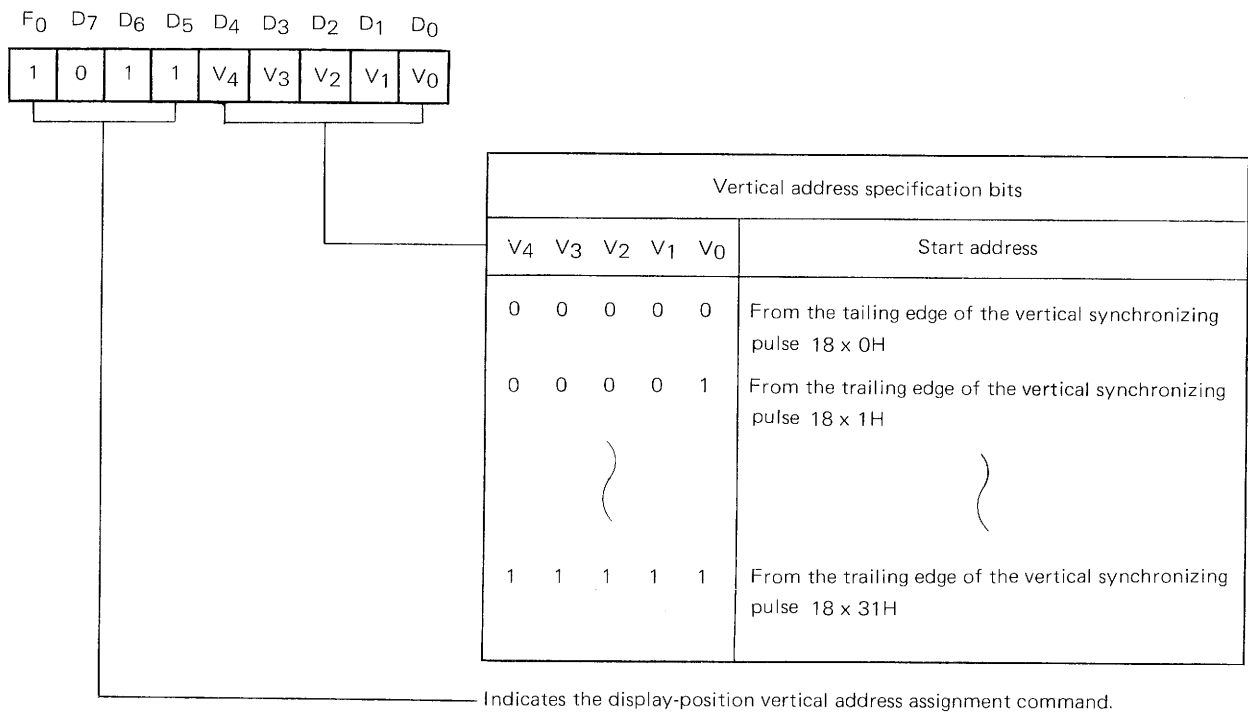 F0 D7 D6 D5 D4 D3 D2 D1 D0
1 0 1 1 V4 V3 V2 V1 V0
Vertical address specification bits
V4 V3 V2 V1 V0 Start address
0 0 0 0 0 From the tailing edge of the vertical synchronizing
pulse 18 x 0H
0 0 0 0 1 From the trailing edge of the vertical synchronizing
pulse 18 x 1H
1 1 1 1 1 From the trailing edge of the vertical synchronizing
pulse 18 x 31H
Indicates the display-position vertical address assignment command.